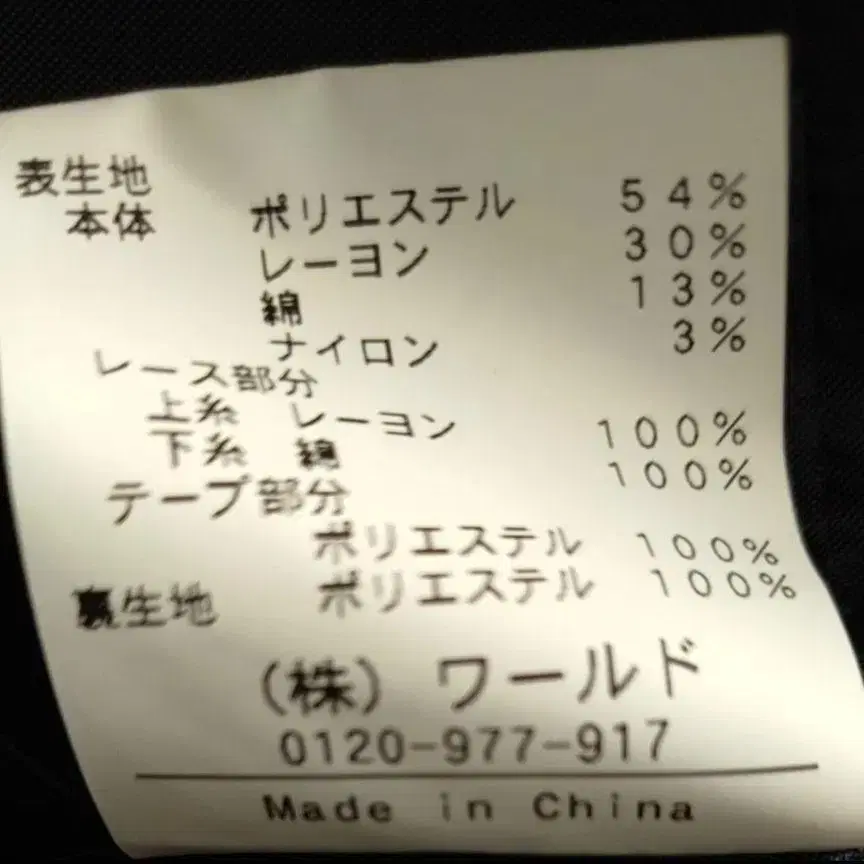 表生地
本体 ポリエステル 54%
レーヨン 30%
綿 13%
ナイロン 3%
レース部分
上糸 レーヨン 100%
下糸 綿 100%
テープ部分
ポリエステル 100%
裏生地 ポリエステル 100%
(株) ワールド
0120-977-917
Made in China